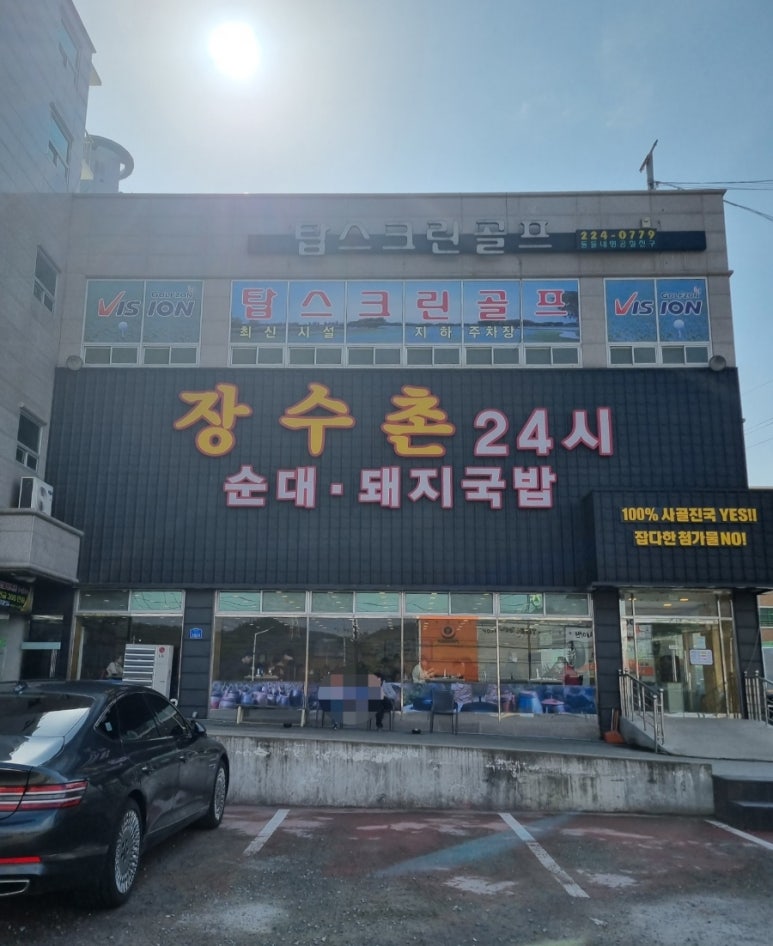 탑스크린골프
224-0779
GOLFZON
VISION
탑스크린골프
최신시설 지하주차장
GOLFZON
VISION
장수촌 24시
순대·돼지국밥
100% 사골진국 YES!!
잡다한 첨가물 NO!